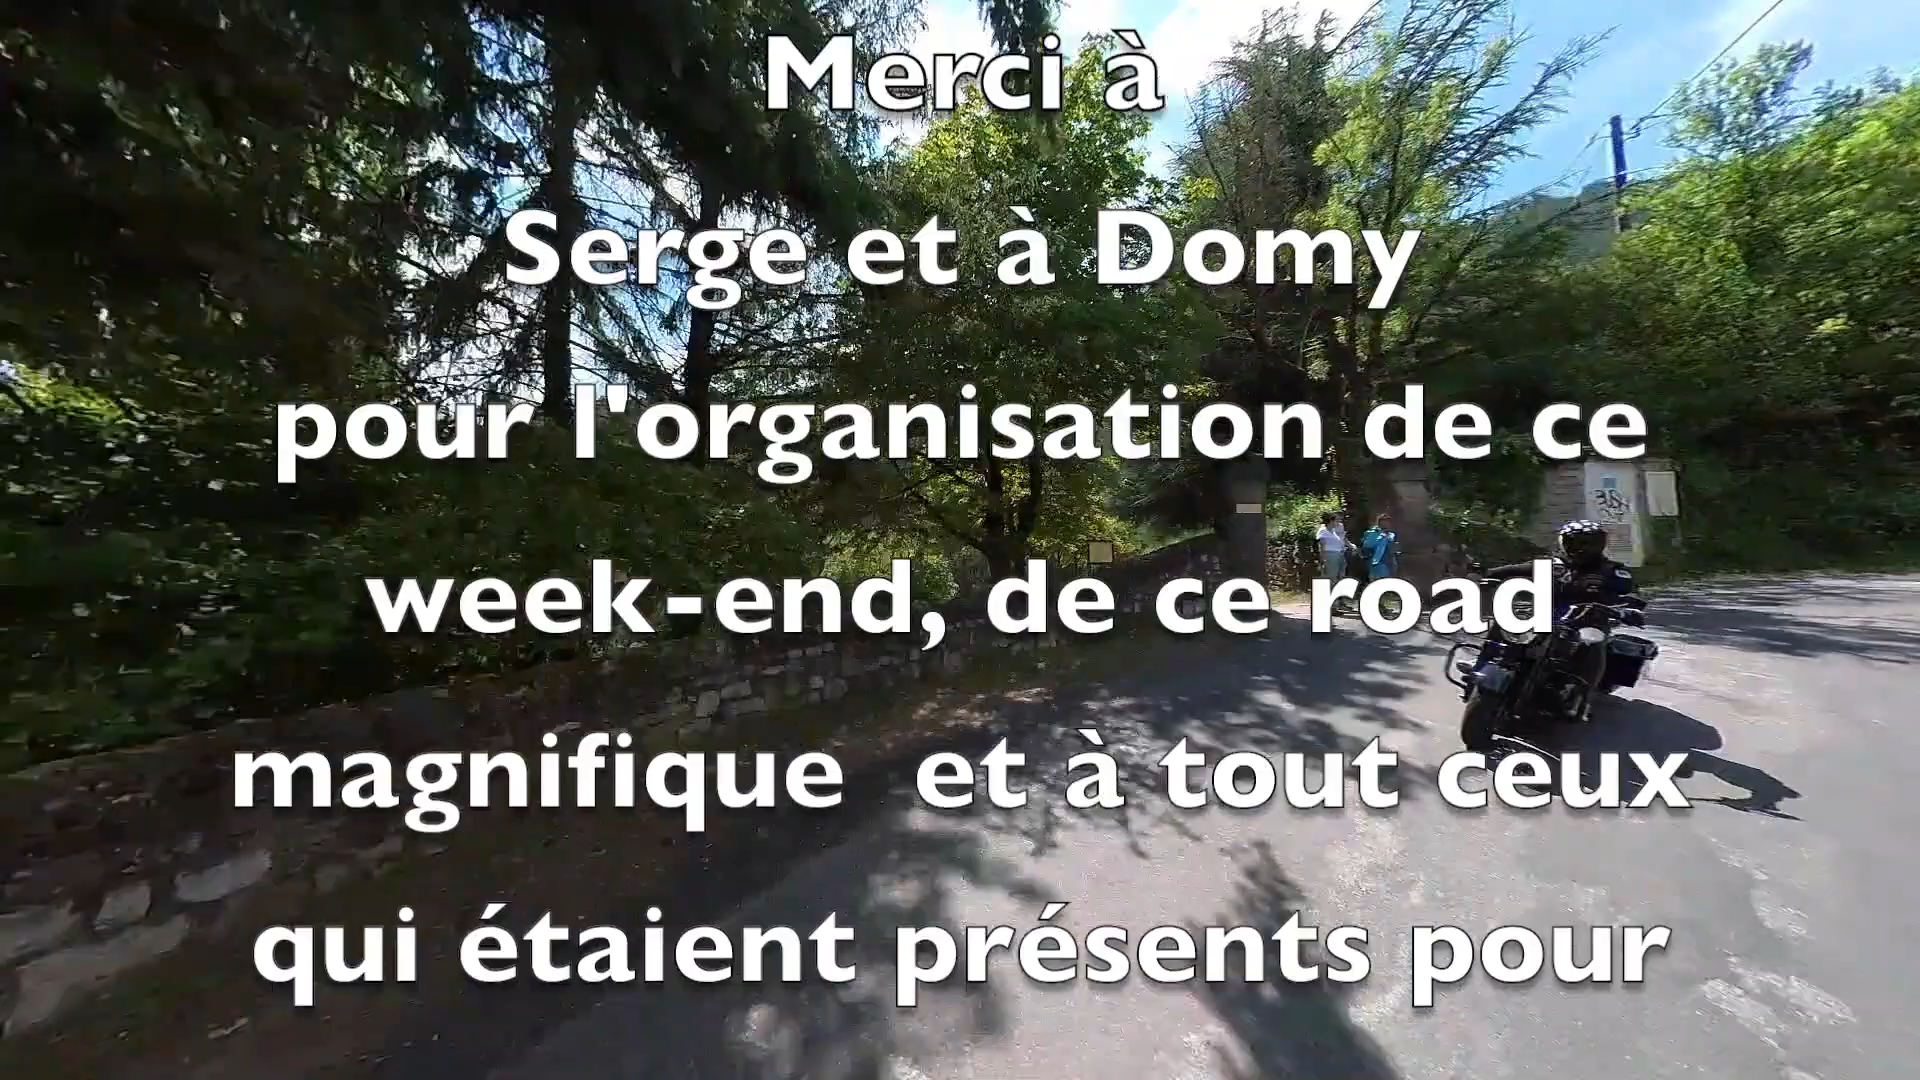 Merci à
Serge et à Domy
pour l'organisation de ce
week-end, de ce road
magnifique  et à tout ceux
qui étaient présents pour